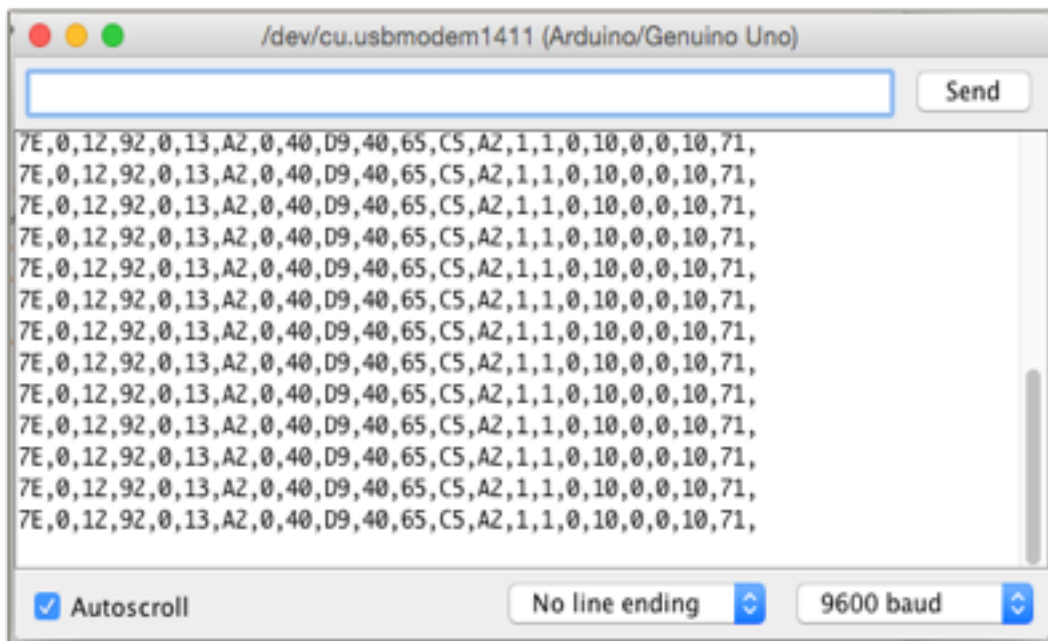 /dev/cu.usbmodem1411 (Arduino/Genuino Uno)
Send
7E,0,12,92,0,13,A2,0,40,D9,40,65,C5,A2,1,1,0,10,0,0,10,71,
7E,0,12,92,0,13,A2,0,40,D9,40,65,C5,A2,1,1,0,10,0,0,10,71,
7E,0,12,92,0,13,A2,0,40,D9,40,65,C5,A2,1,1,0,10,0,0,10,71,
7E,0,12,92,0,13,A2,0,40,D9,40,65,C5,A2,1,1,0,10,0,0,10,71,
7E,0,12,92,0,13,A2,0,40,D9,40,65,C5,A2,1,1,0,10,0,0,10,71,
7E,0,12,92,0,13,A2,0,40,D9,40,65,C5,A2,1,1,0,10,0,0,10,71,
7E,0,12,92,0,13,A2,0,40,D9,40,65,C5,A2,1,1,0,10,0,0,10,71,
7E,0,12,92,0,13,A2,0,40,D9,40,65,C5,A2,1,1,0,10,0,0,10,71,
7E,0,12,92,0,13,A2,0,40,D9,40,65,C5,A2,1,1,0,10,0,0,10,71,
7E,0,12,92,0,13,A2,0,40,D9,40,65,C5,A2,1,1,0,10,0,0,10,71,
7E,0,12,92,0,13,A2,0,40,D9,40,65,C5,A2,1,1,0,10,0,0,10,71,
7E,0,12,92,0,13,A2,0,40,D9,40,65,C5,A2,1,1,0,10,0,0,10,71,
7E,0,12,92,0,13,A2,0,40,D9,40,65,C5,A2,1,1,0,10,0,0,10,71,
Autoscroll No line ending 9600 baud